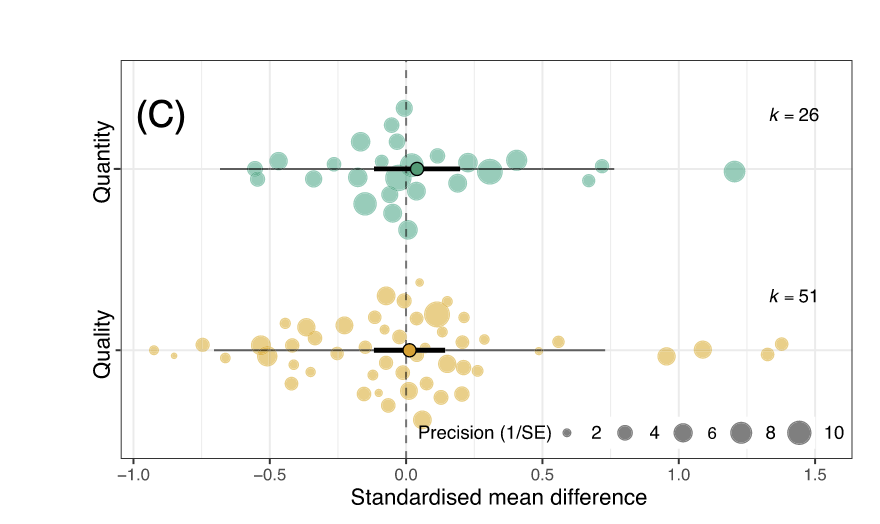 (C)
k = 26
Quantity
k = 51
Quality
Precision (1/SE) 2 4 6 8 10
−1.0 −0.5 0.0 0.5 1.0 1.5
Standardised mean difference